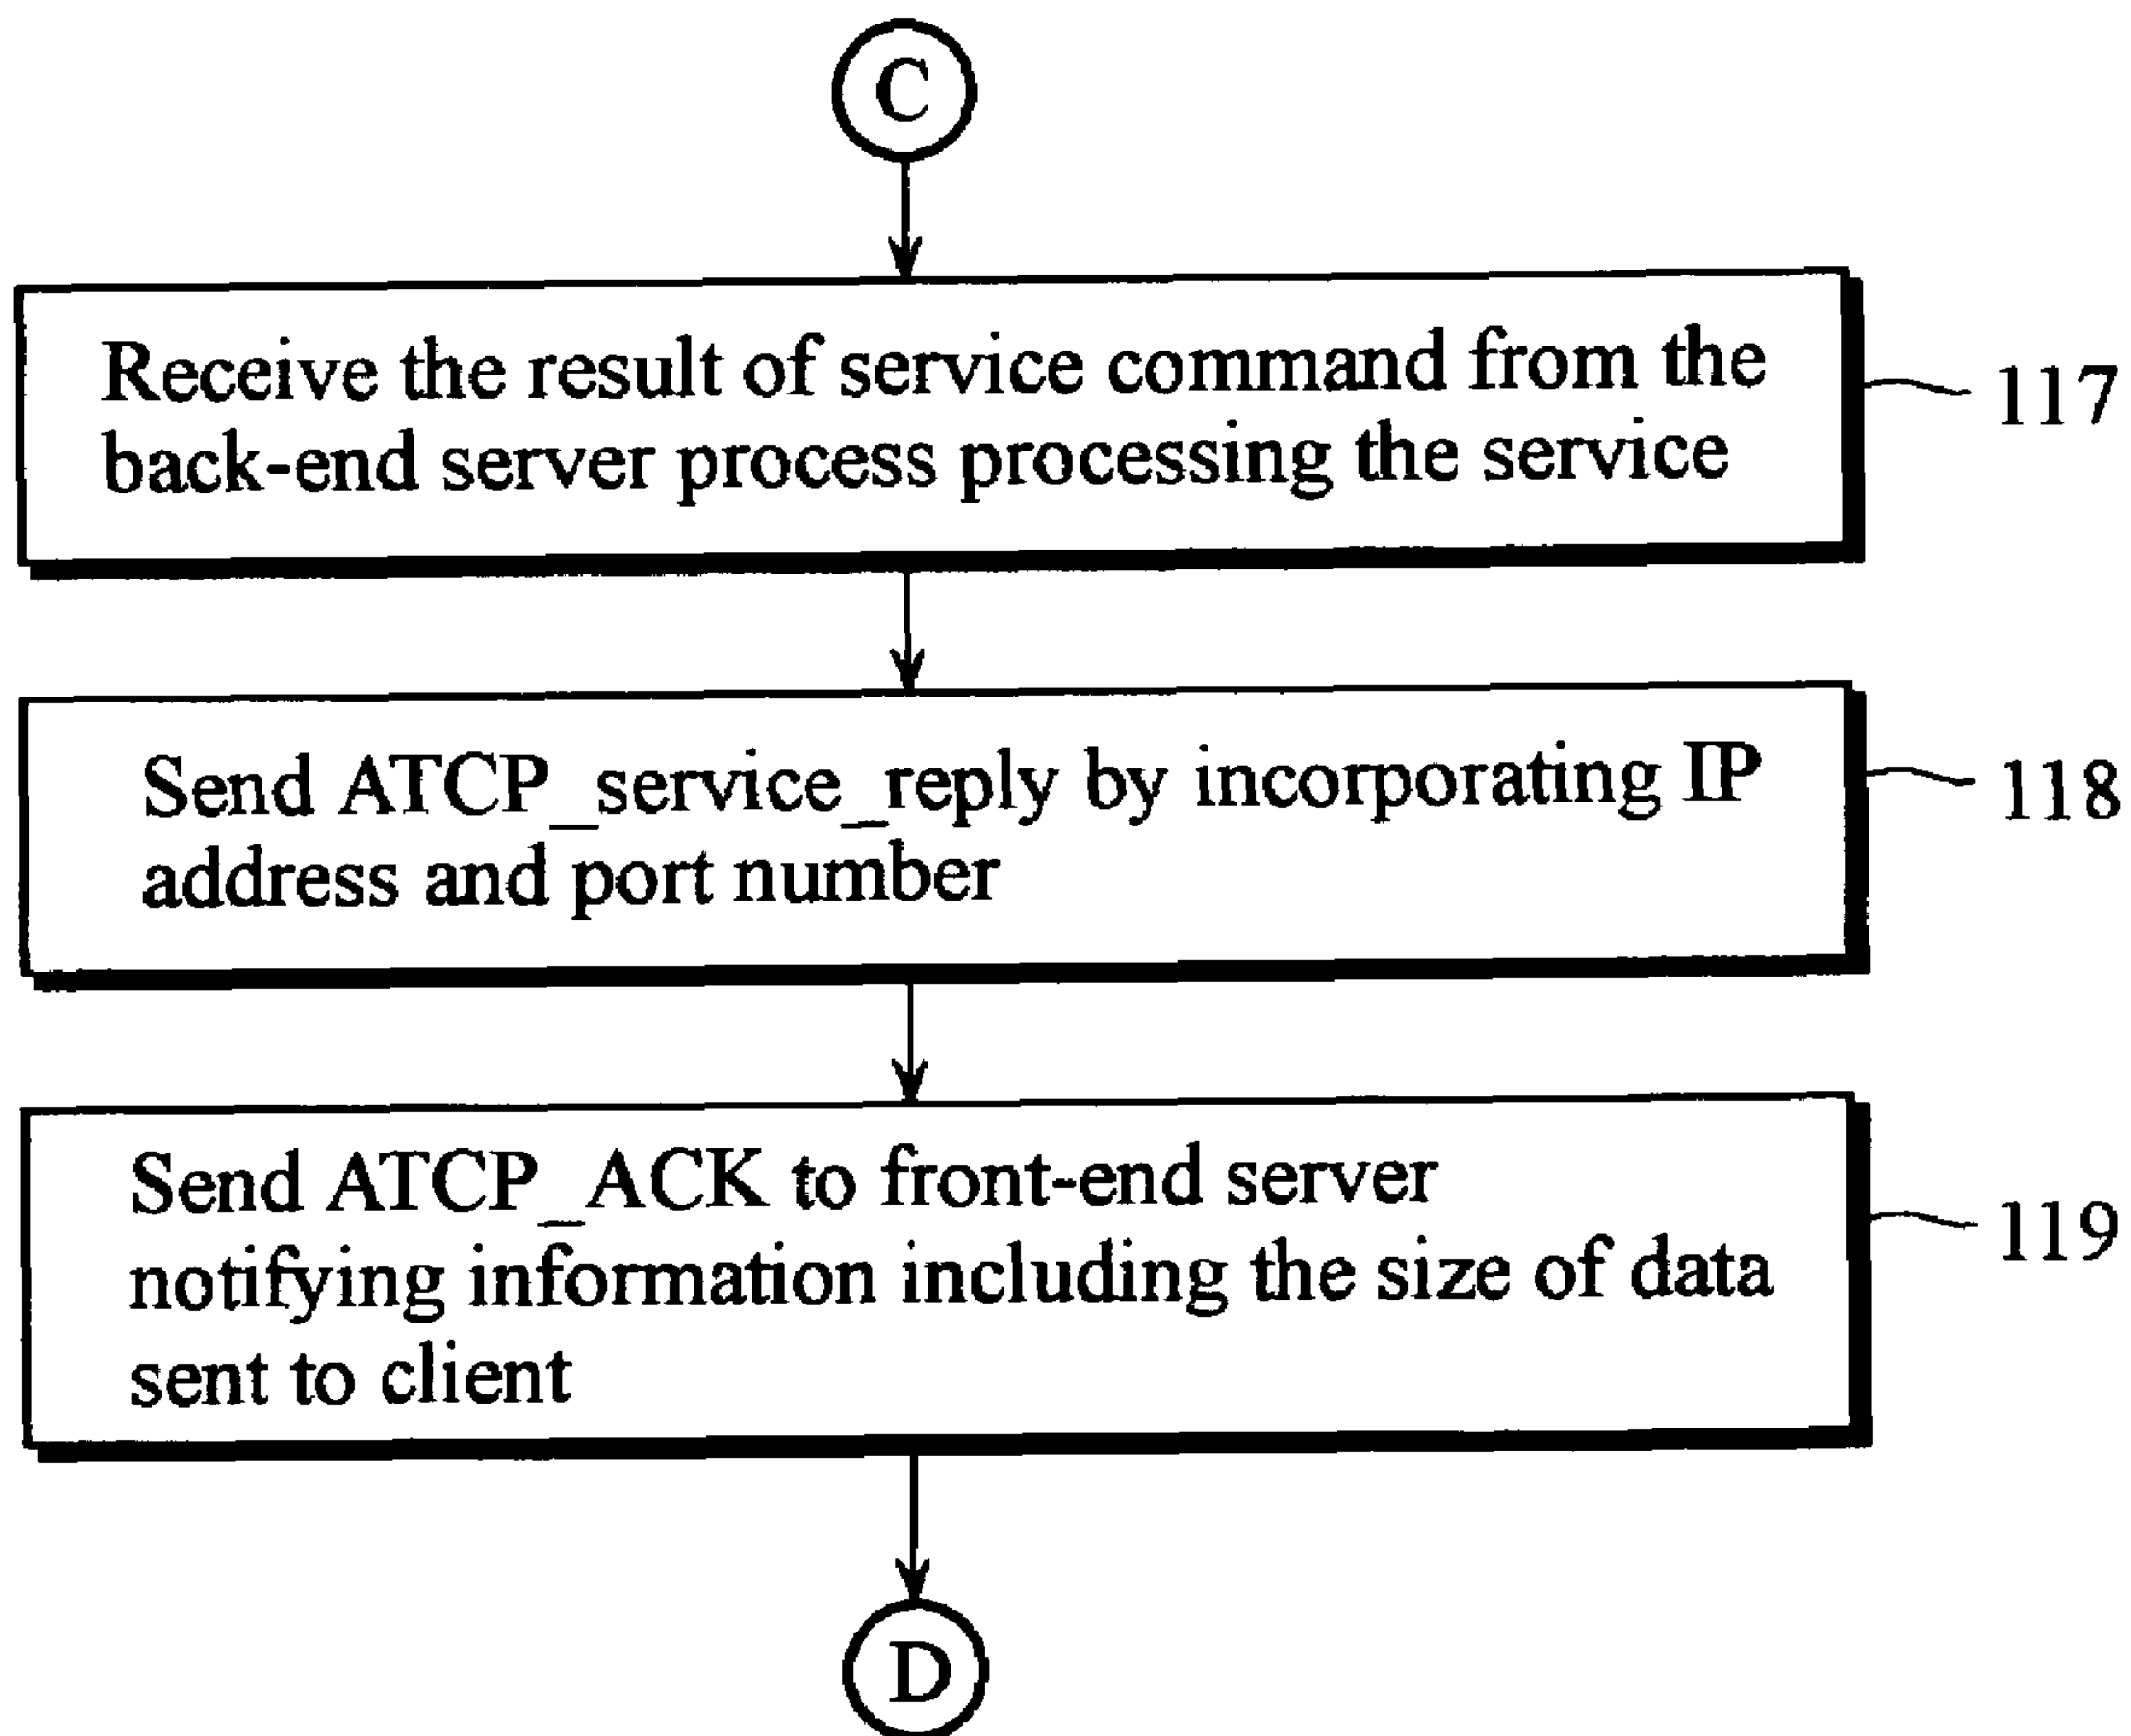 C
Receive the result of service command from the
back-end server process processing the service
117
Send ATCP_service_reply by incorporating IP
address and port number
118
Send ATCP_ACK to front-end server
notifying information including the size of data
sent to client
119
D